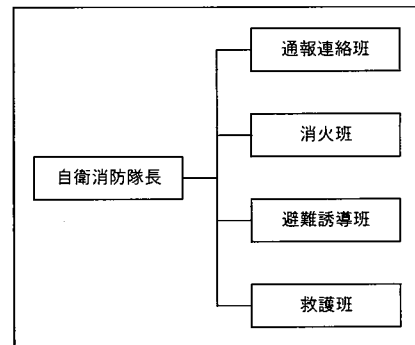 通報連絡班
消火班
自衛消防隊長
避難誘導班
救護班